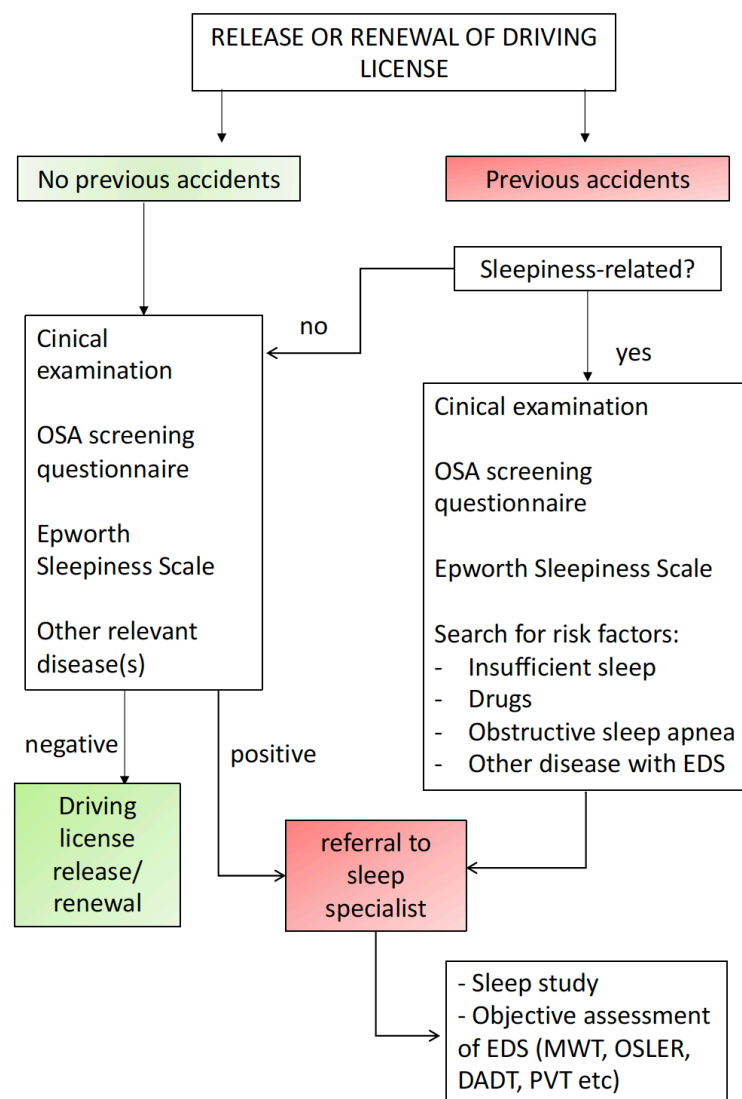 RELEASE OR RENEWAL OF DRIVING
LICENSE
No previous accidents
Previous accidents
Sleepiness-related?
no
yes
Cinical
examination
OSA screening
questionnaire
Epworth
Sleepiness Scale
Other relevant
disease(s)
Cinical examination
OSA screening
questionnaire
Epworth Sleepiness Scale
Search for risk factors:
- Insufficient sleep
- Drugs
- Obstructive sleep apnea
- Other disease with EDS
negative
positive
Driving
license
release/
renewal
referral to
sleep
specialist
- Sleep study
- Objective assessment
of EDS (MWT, OSLER,
DADT, PVT etc)